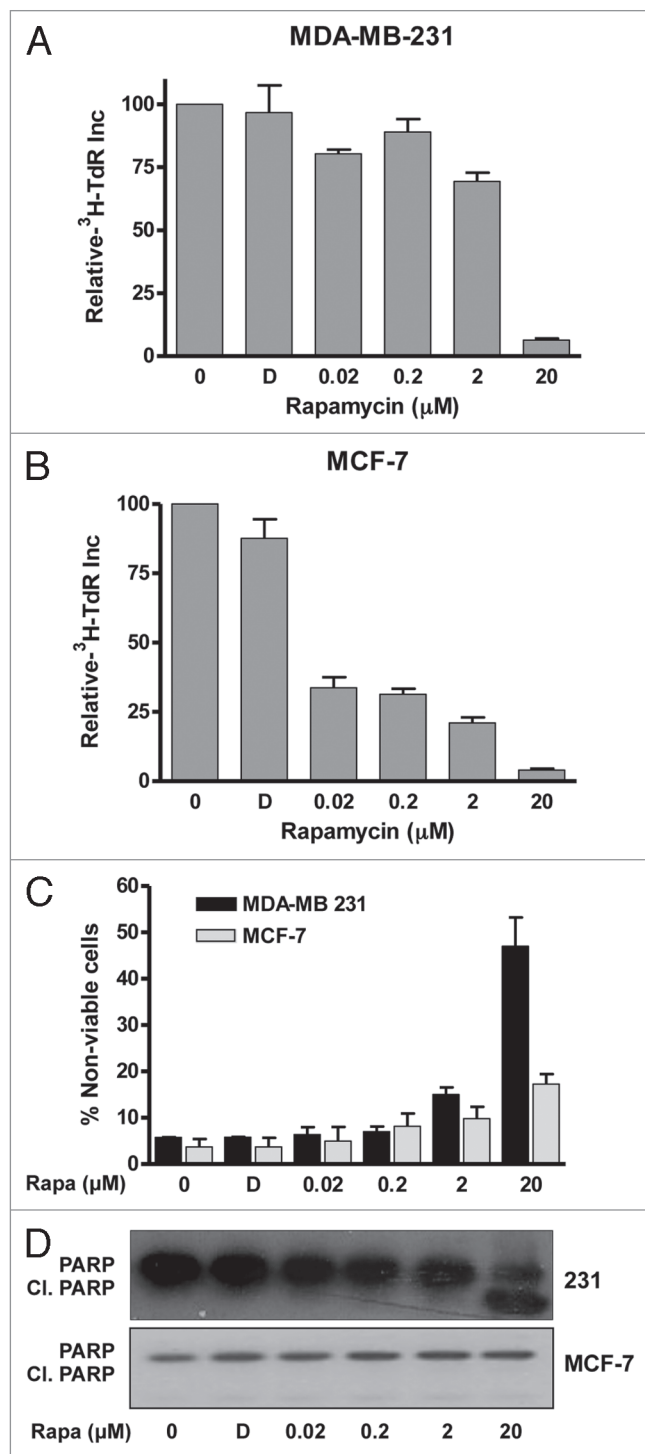 A
MDA-MB-231
Relative-³H-TdR Inc
100
75
50
25
0
0 D 0.02 0.2 2 20
Rapamycin (μM)
B
MCF-7
Relative-³H-TdR Inc
100
75
50
25
0
0 D 0.02 0.2 2 20
Rapamycin (μM)
C
MDA-MB 231
MCF-7
% Non-viable cells
60
50
40
30
20
10
0
Rapa (μM) 0 D 0.02 0.2 2 20
D
PARP
Cl. PARP
231
PARP
Cl. PARP
MCF-7
Rapa (μM) 0 D 0.02 0.2 2 20